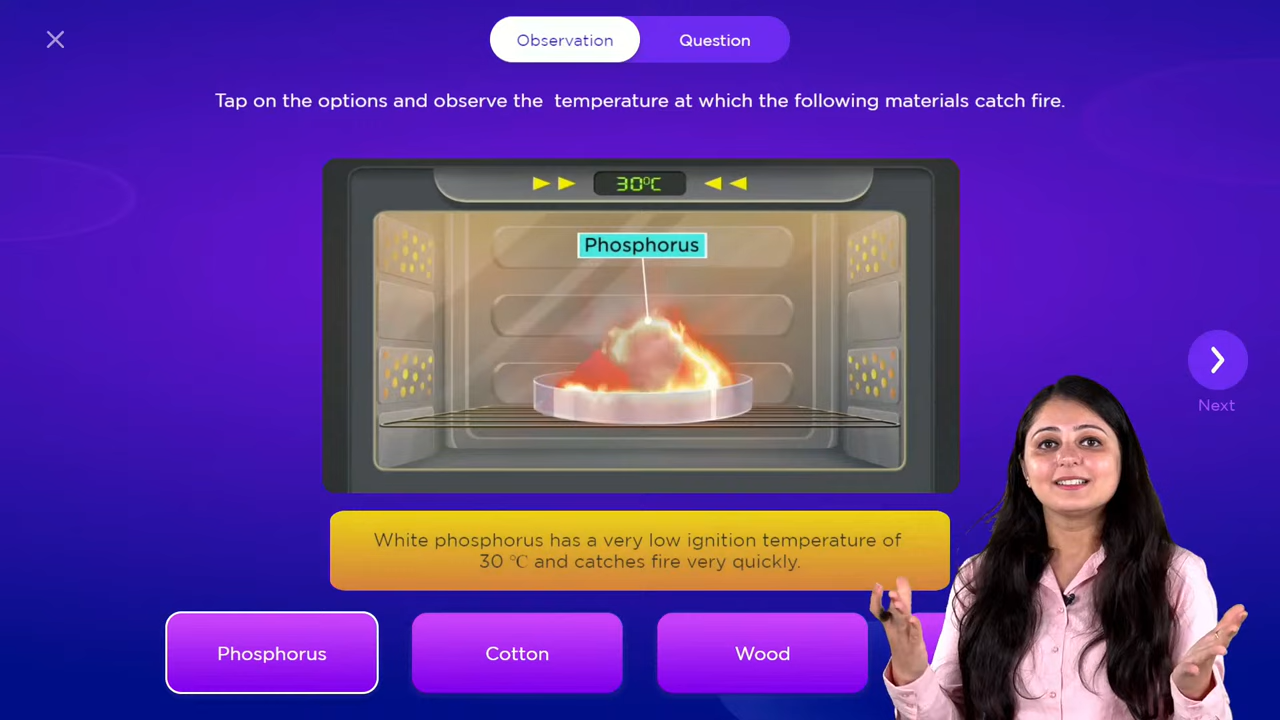 Observation
Question
Tap on the options and observe the temperature at which the following materials catch fire.
30°C
Phosphorus
Next
White phosphorus has a very low ignition temperature of
30 °C and catches fire very quickly.
Phosphorus
Cotton
Wood